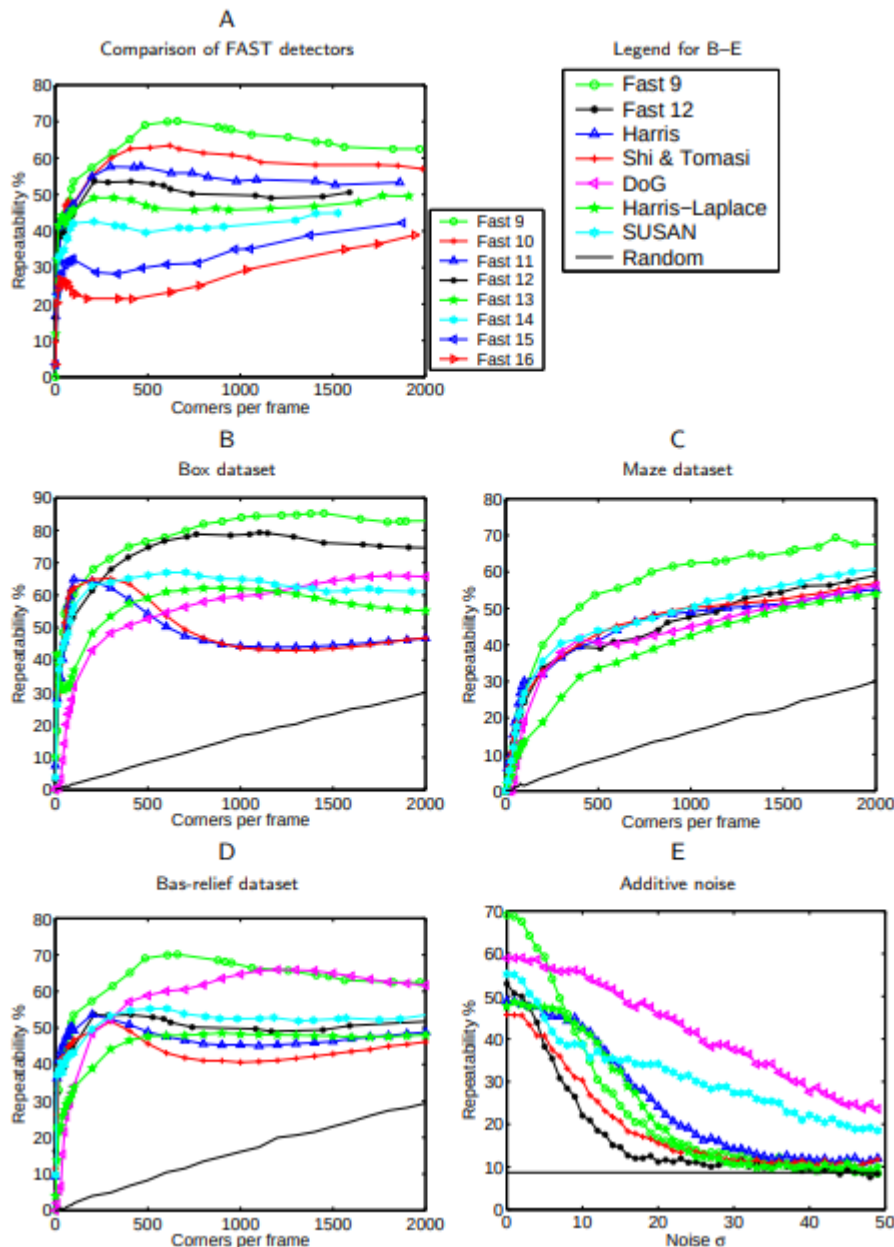 A
Comparison of FAST detectors
Repeatability %
80
70
60
50
40
30
20
10
0
0 500 1000 1500 2000
Corners per frame
Fast 9
Fast 10
Fast 11
Fast 12
Fast 13
Fast 14
Fast 15
Fast 16
Legend for B–E
Fast 9
Fast 12
Harris
Shi & Tomasi
DoG
Harris–Laplace
SUSAN
Random
B
Box dataset
Repeatability %
90
80
70
60
50
40
30
20
10
0
0 500 1000 1500 2000
Corners per frame
C
Maze dataset
Repeatability %
80
70
60
50
40
30
20
10
0
0 500 1000 1500 2000
Corners per frame
D
Bas-relief dataset
Repeatability %
80
70
60
50
40
30
20
10
0
0 500 1000 1500 2000
Corners per frame
E
Additive noise
Repeatability %
70
60
50
40
30
20
10
0
0 10 20 30 40 50
Noise σ